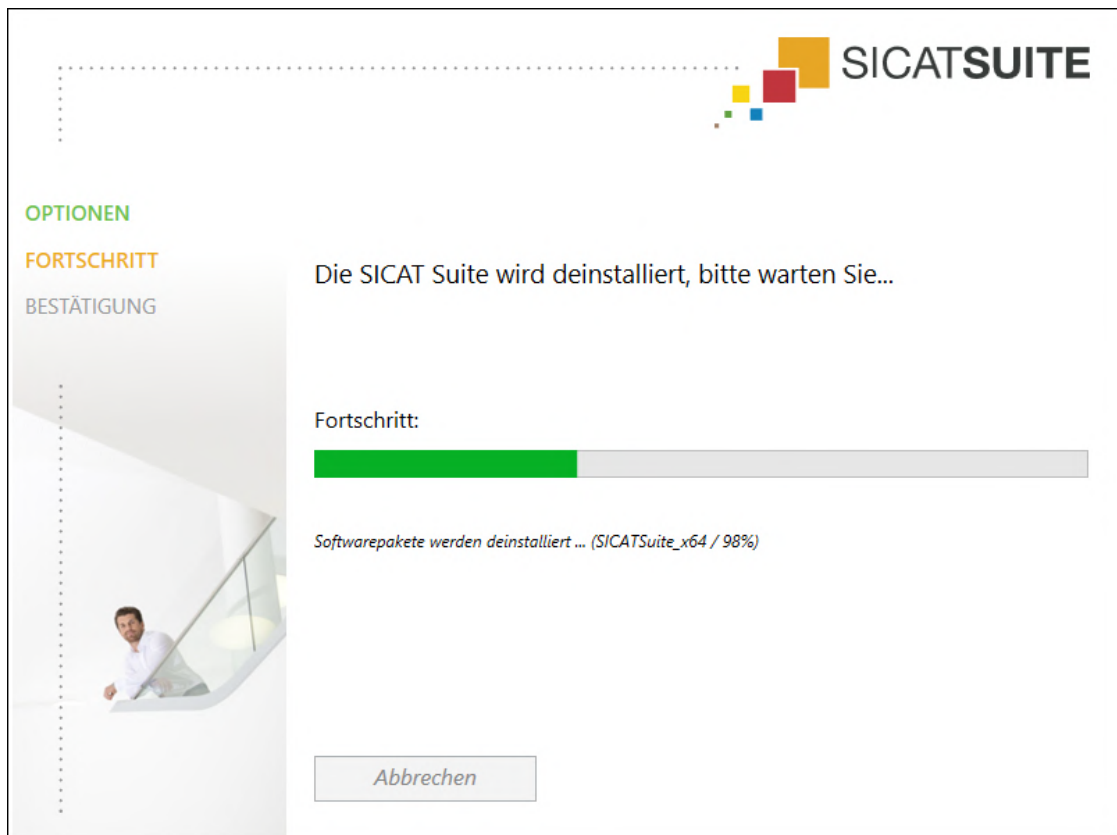 SICATSUITE
OPTIONEN
FORTSCHRITT
BESTÄTIGUNG
Die SICAT Suite wird deinstalliert, bitte warten Sie...
Fortschritt:
Softwarepakete werden deinstalliert ... (SICATSuite_x64 / 98%)
Abbrechen